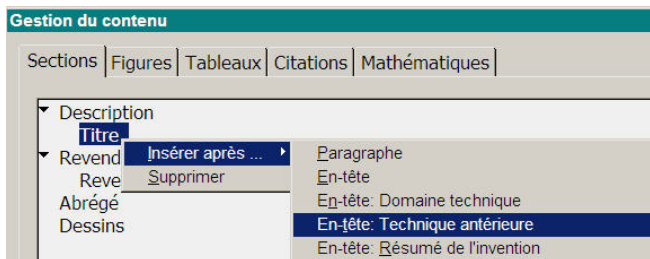 Gestion du contenu
Sections Figures Tableaux Citations Mathématiques
Description
Titre
Revend
Insérer après ...
Paragraphe
Reve
Supprimer
En-tête
Abrégé
En-tête: Domaine technique
Dessins
En-tête: Technique antérieure
En-tête: Résumé de l'invention